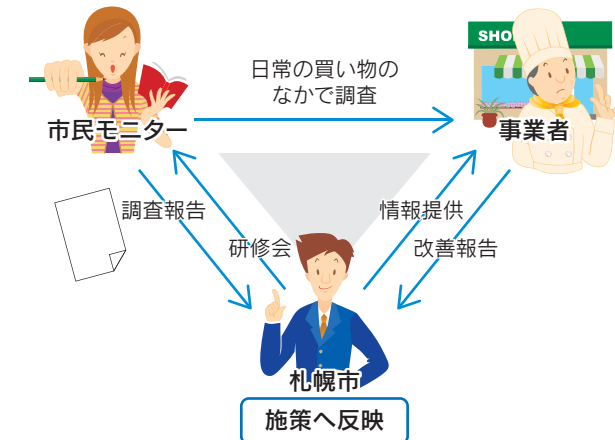 SHO
日常の買い物の
なかで調査
市民モニター
事業者
調査報告
情報提供
研修会
改善報告
札幌市
施策へ反映